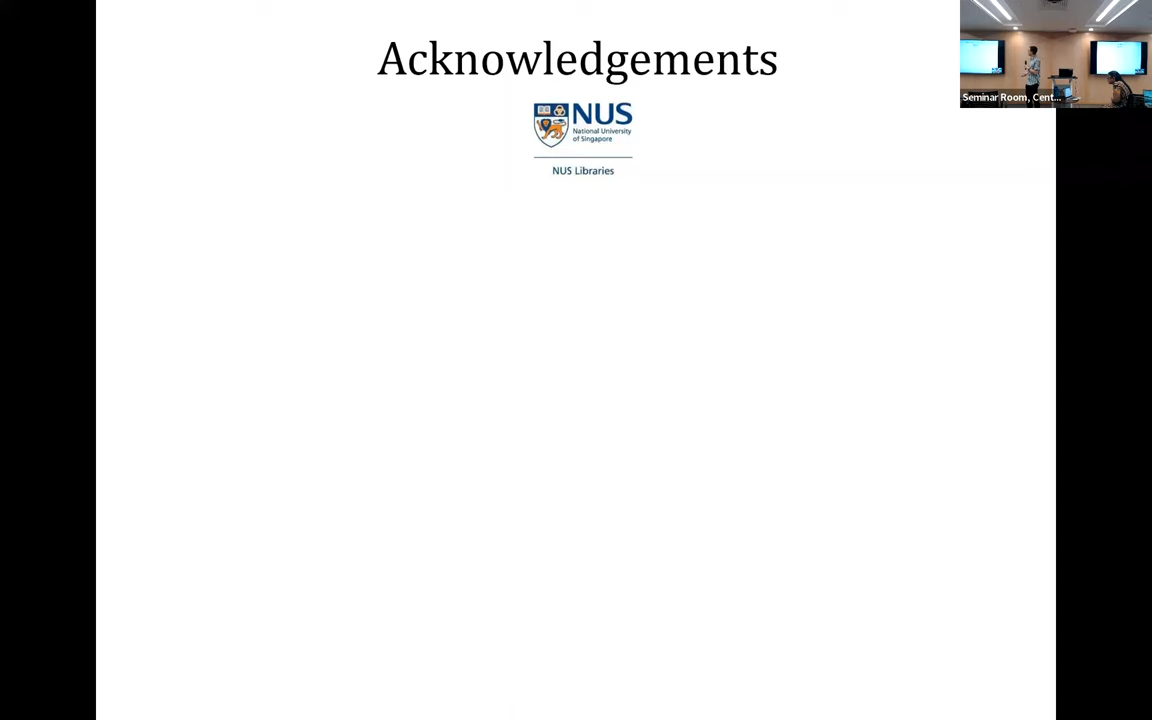 Acknowledgements
NUS
National University
of Singapore
NUS Libraries
Seminar Room, Cent...